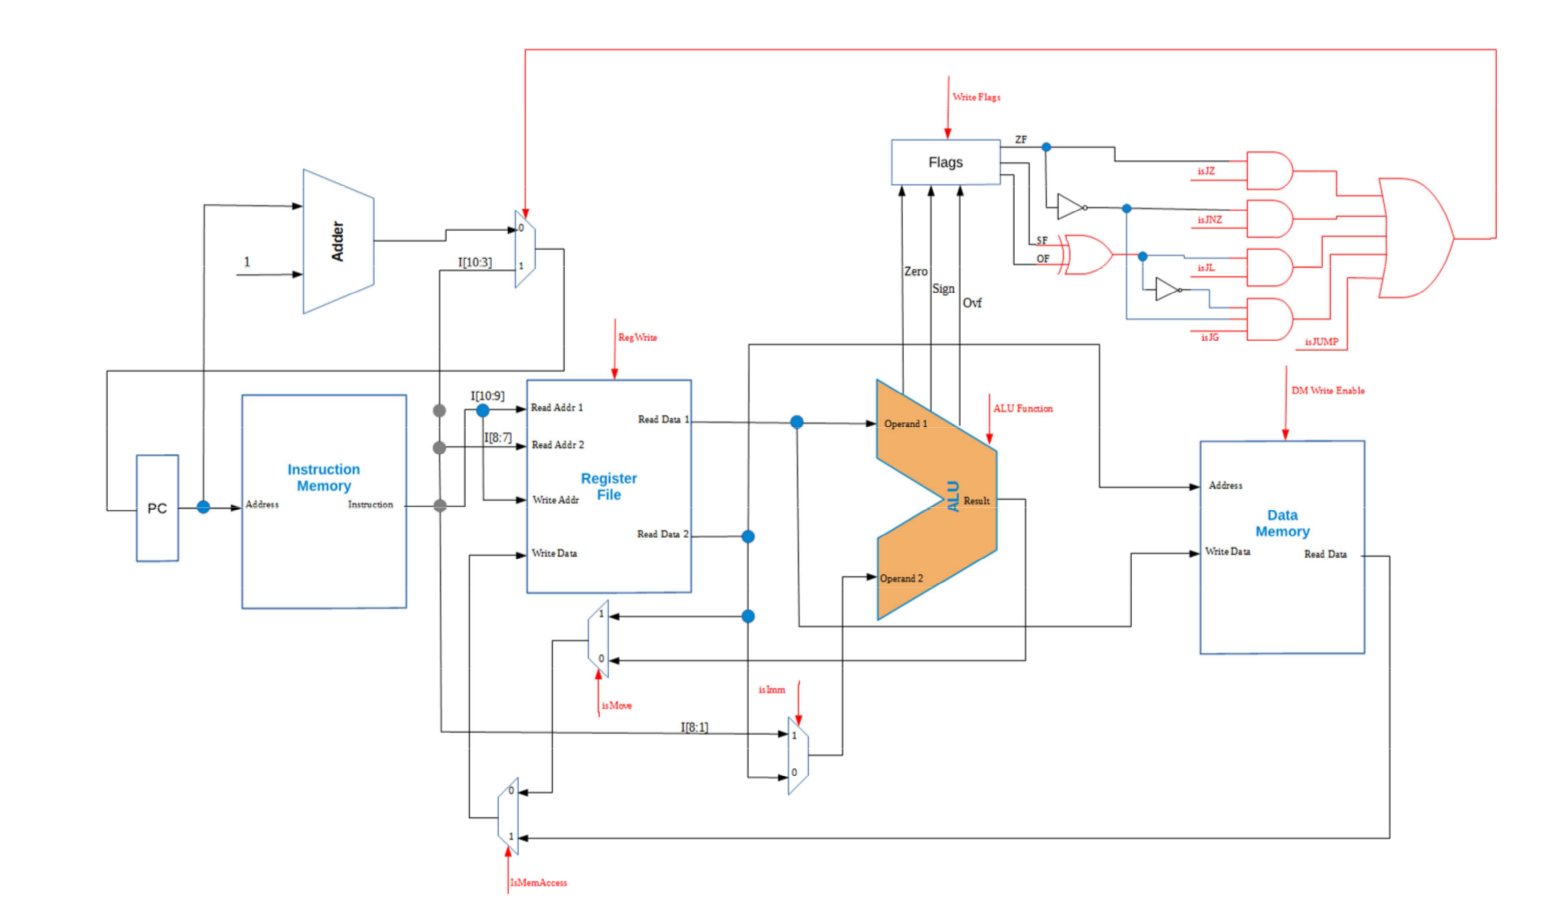 Write Flags
ZF
Flags
isJZ
isJNZ
SF
OF
isJL
isJG
isJUMP
Adder
1
0
1
I[10:3]
Zero
Sign
Ovf
RegWrite
DM Write Enable
ALU Function
I[10:9]
Read Addr 1
Read Data 1
Operand 1
I[8:7]
Read Addr 2
Instruction
Memory
Register
File
PC
Address
Instruction
Write Addr
ALU
Result
Address
Data
Memory
Read Data 2
Write Data
Write Data
Read Data
Operand 2
1
0
isMove
isImm
I[8:1]
1
0
0
1
IsMemAccess